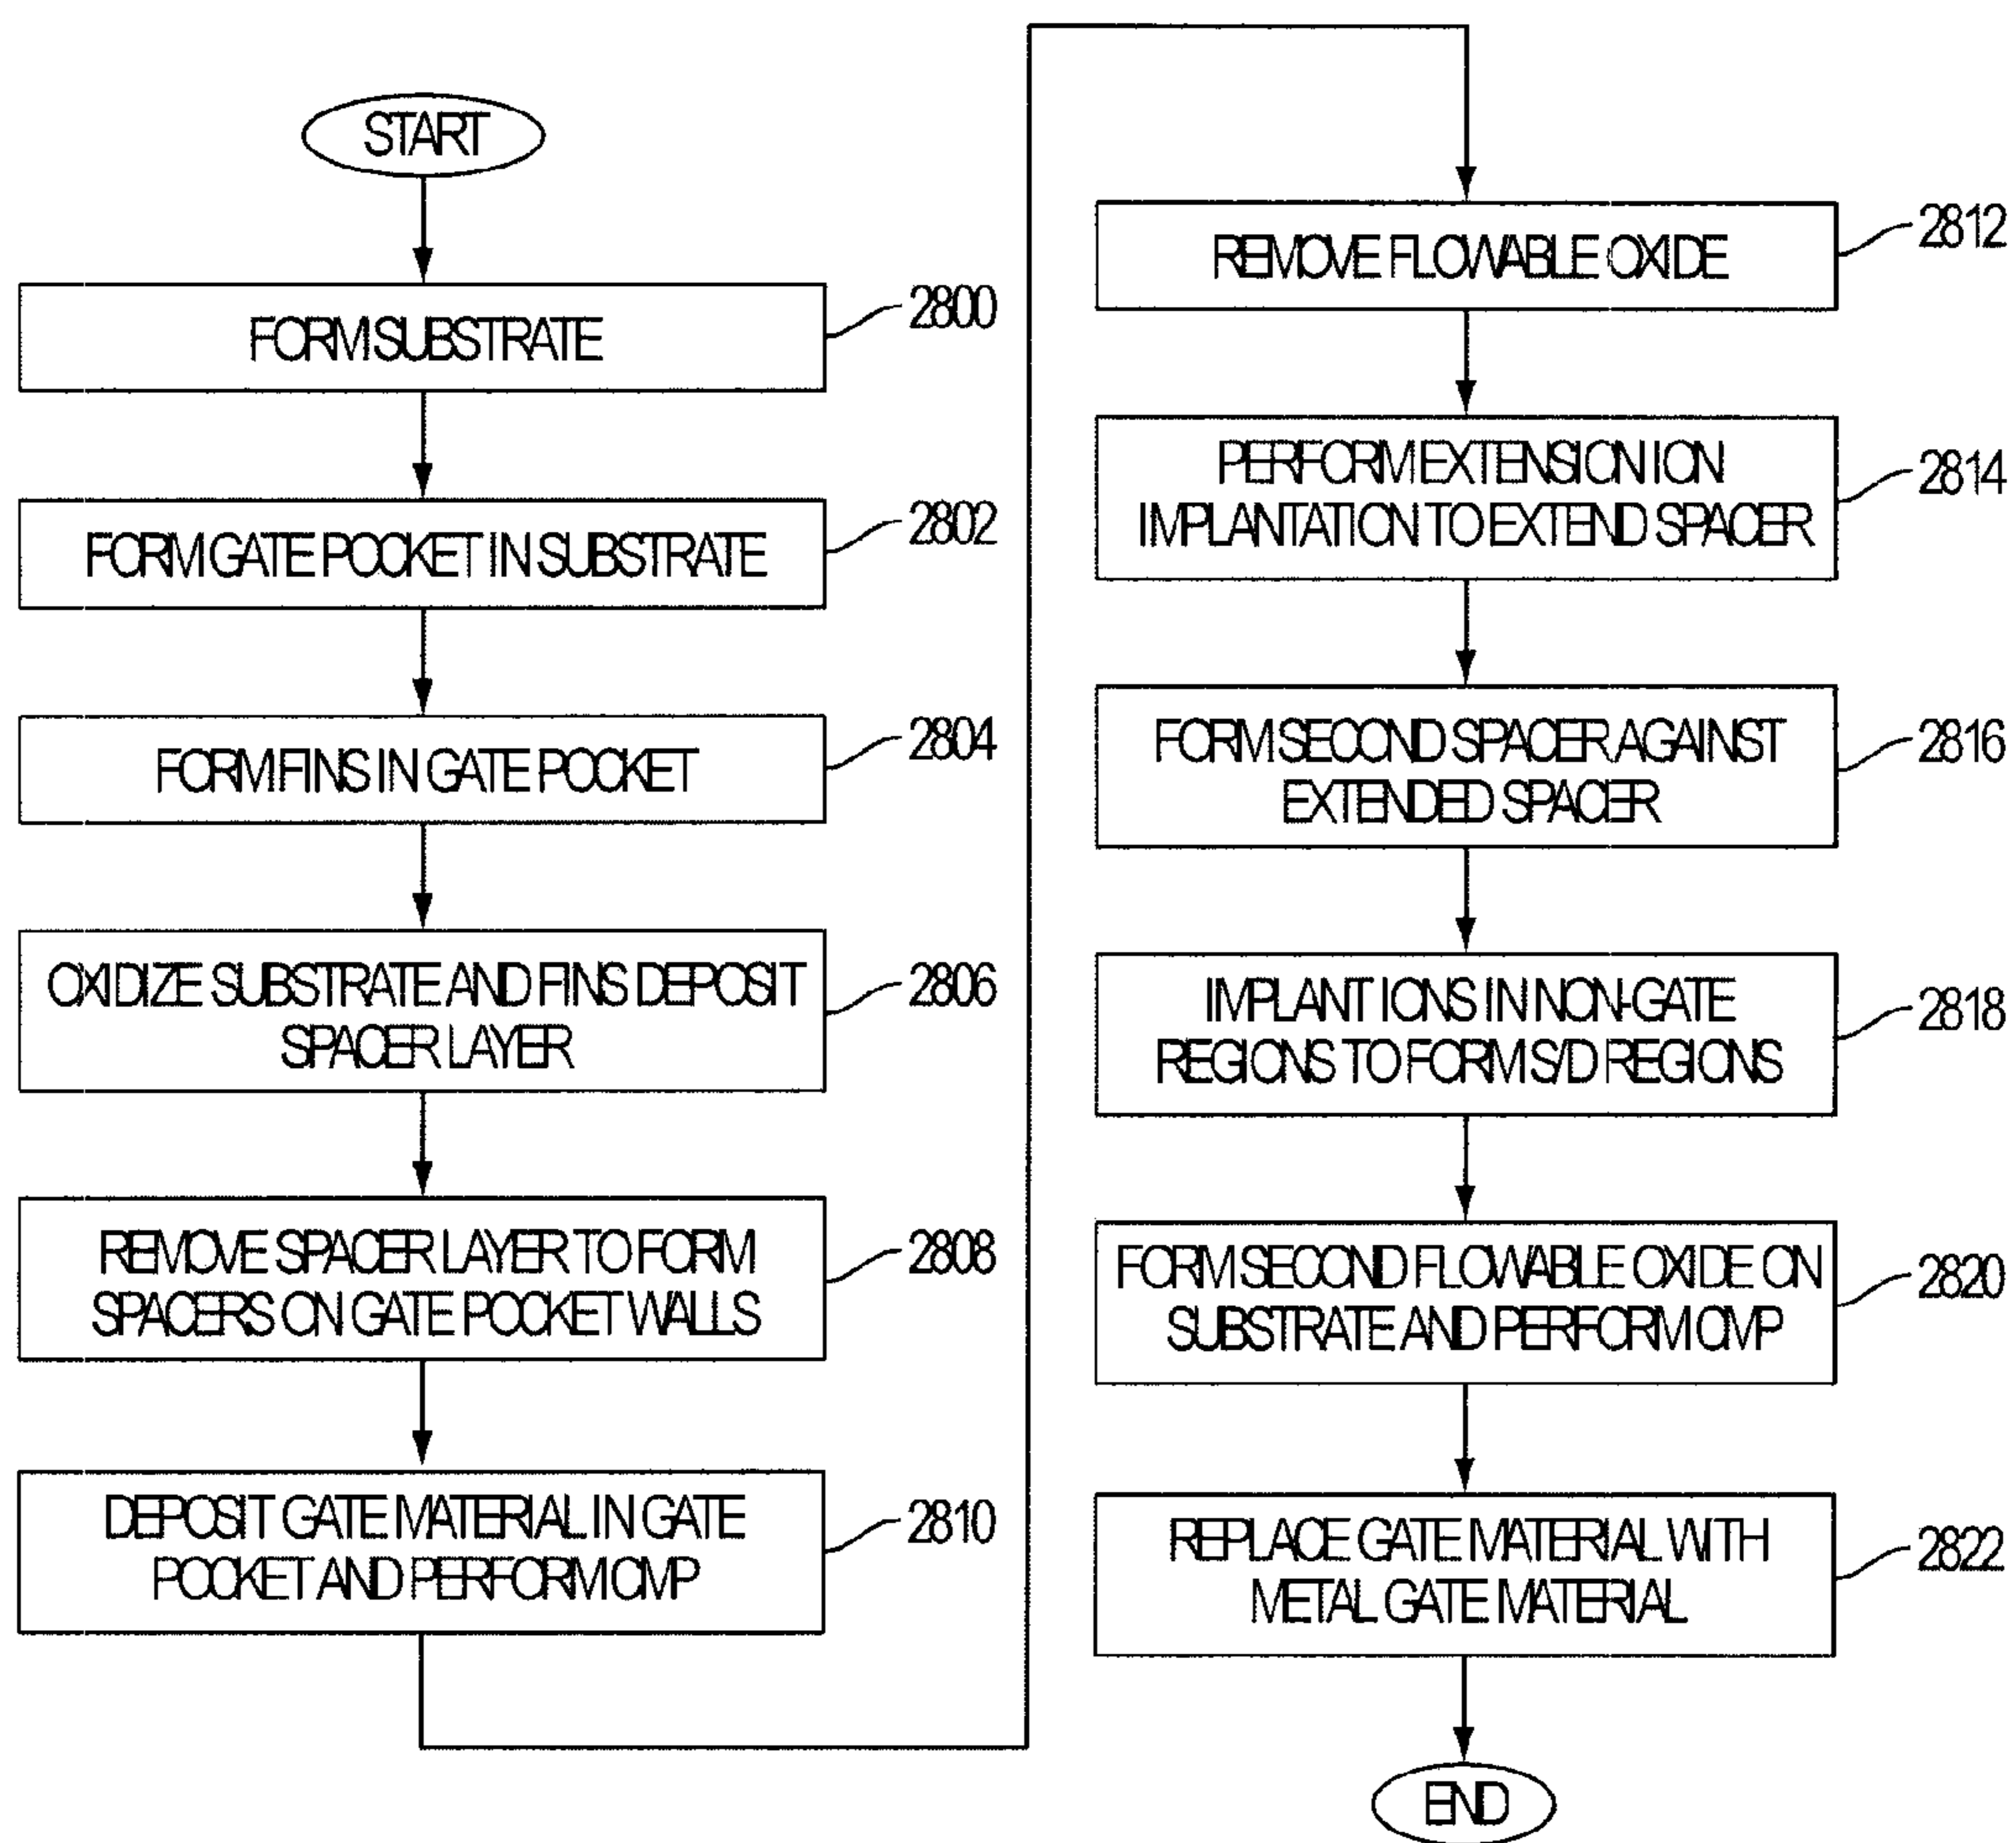 START
FORM SUBSTRATE
2800
FORM GATE POCKET IN SUBSTRATE
2802
FORM FINS IN GATE POCKET
2804
OXIDIZE SUBSTRATE AND FINS DEPOSIT
SPACER LAYER
2806
REMOVE SPACER LAYER TO FORM
SPACERS ON GATE POCKET WALLS
2808
DEPOSIT GATE MATERIAL IN GATE
POCKET AND PERFORM CMP
2810
REMOVE FLOWABLE OXIDE
2812
PERFORM EXTENSION ION
IMPLANTATION TO EXTEND SPACER
2814
FORM SECOND SPACER AGAINST
EXTENDED SPACER
2816
IMPLANT IONS IN NON-GATE
REGIONS TO FORM S/D REGIONS
2818
FORM SECOND FLOWABLE OXIDE ON
SUBSTRATE AND PERFORM CMP
2820
REPLACE GATE MATERIAL WITH
METAL GATE MATERIAL
2822
END